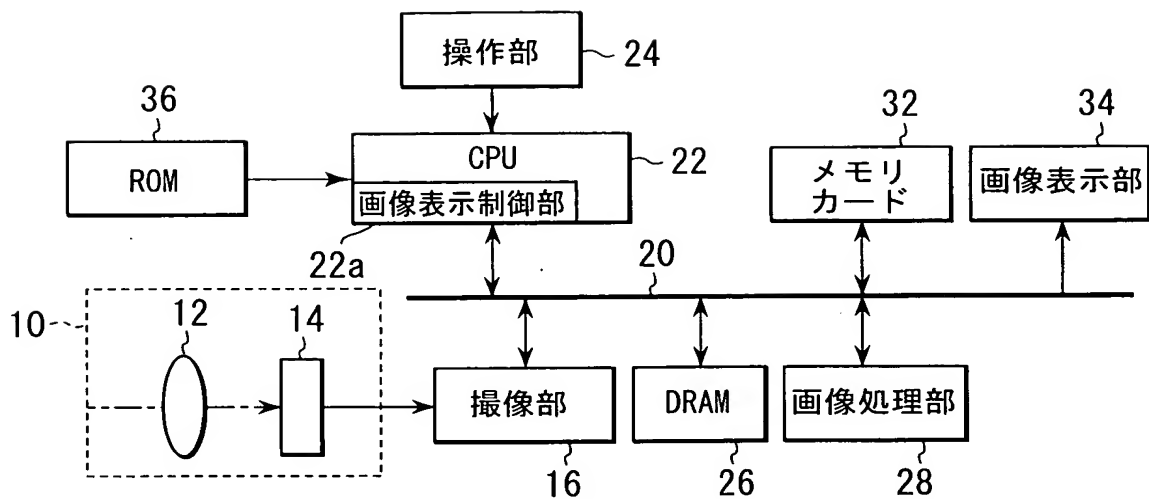 操作部
24
36
ROM
CPU
22
画像表示制御部
22a
32
メモリ
カード
34
画像表示部
20
10
12
14
撮像部
16
DRAM
26
画像処理部
28